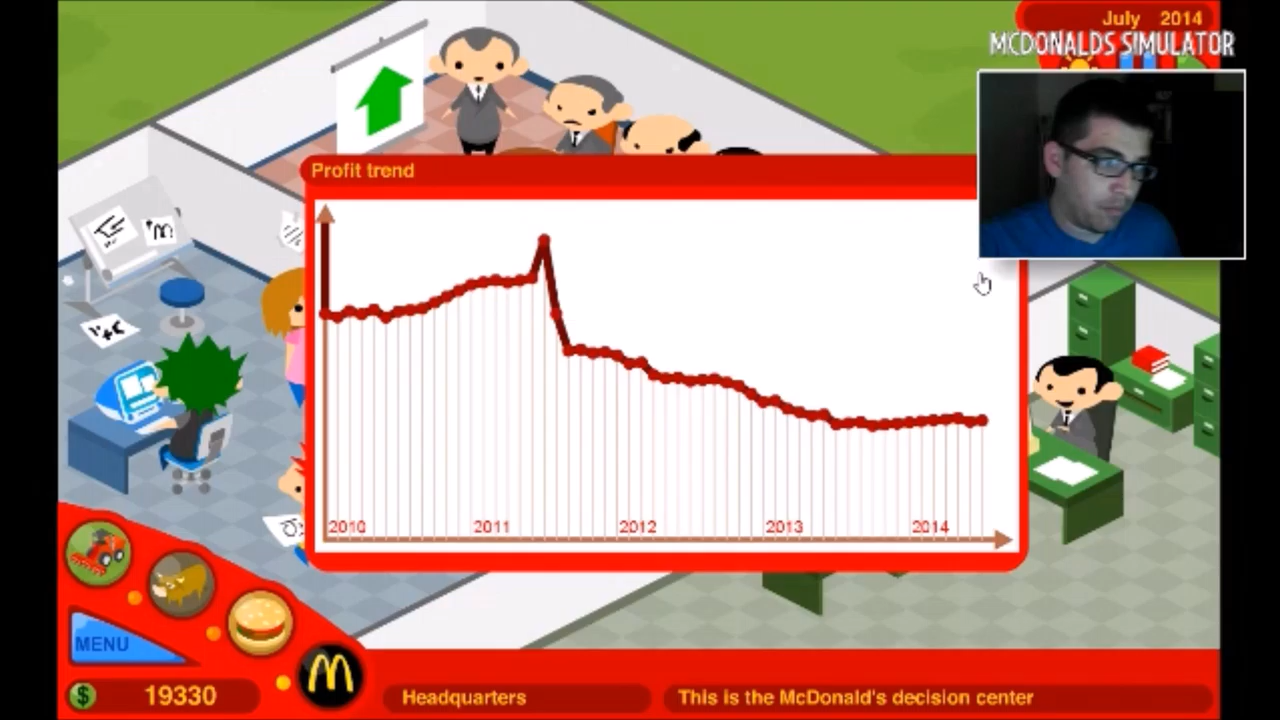 July 2014
MCDONALDS SIMULATOR
Profit trend
2010 2011 2012 2013 2014
MENU
$ 19330
Headquarters
This is the McDonald's decision center